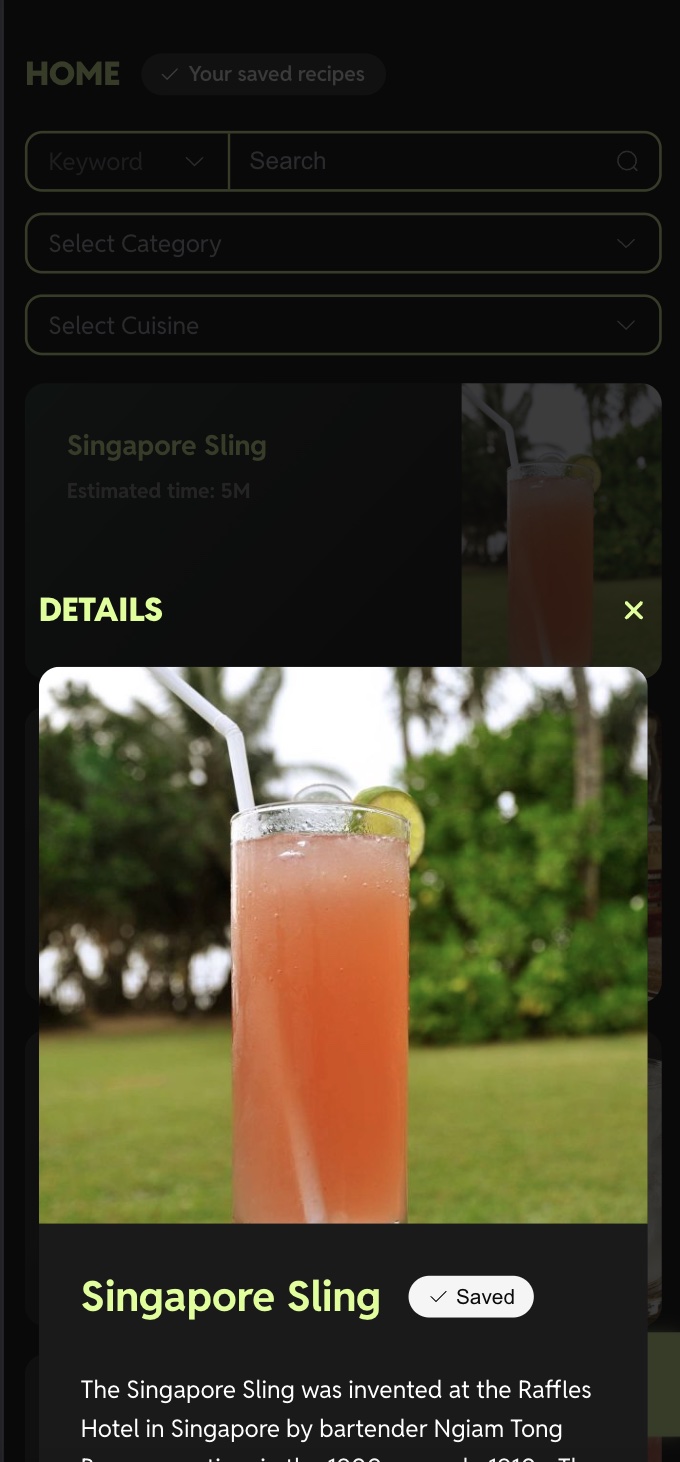 HOME
Your saved recipes
Keyword
Search
Select Category
Select Cuisine
Singapore Sling
Estimated time: 5M
DETAILS
Singapore Sling
Saved
The Singapore Sling was invented at the Raffles
Hotel in Singapore by bartender Ngiam Tong